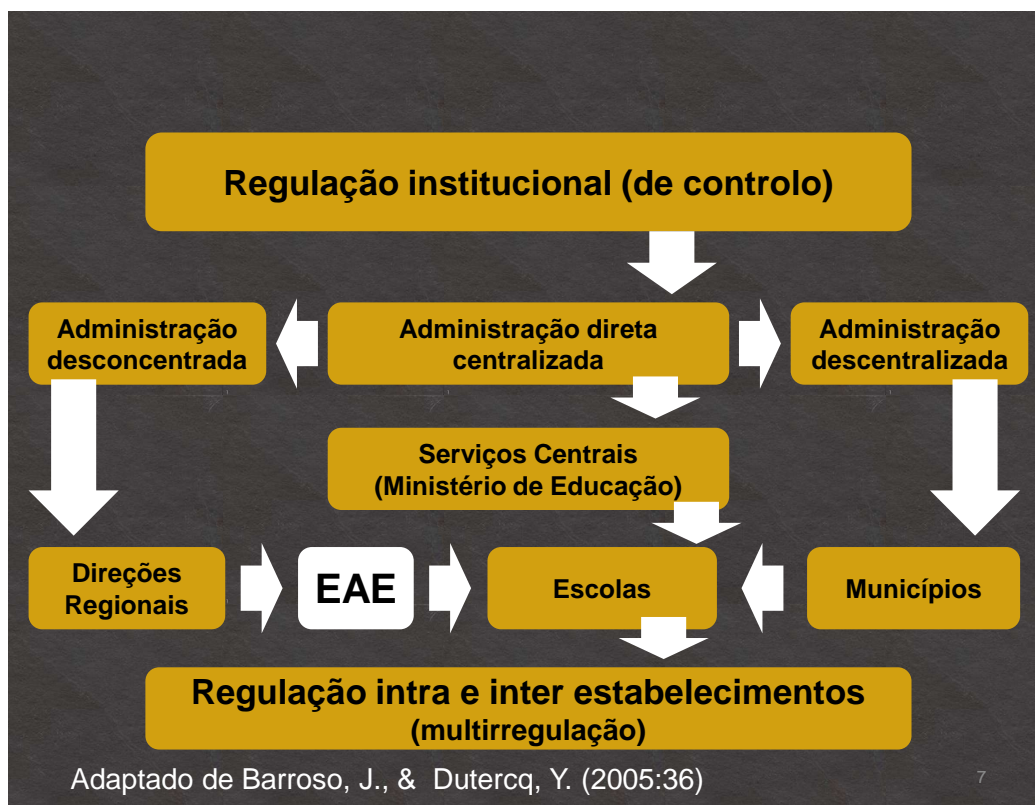 Regulação institucional (de controlo)
Administração
desconcentrada
Administração direta
centralizada
Administração
descentralizada
Serviços Centrais
(Ministério de Educação)
Direções
Regionais
EAE
Escolas
Municípios
Regulação intra e inter estabelecimentos
(multirregulação)
Adaptado de Barroso, J., & Dutercq, Y. (2005:36)
7